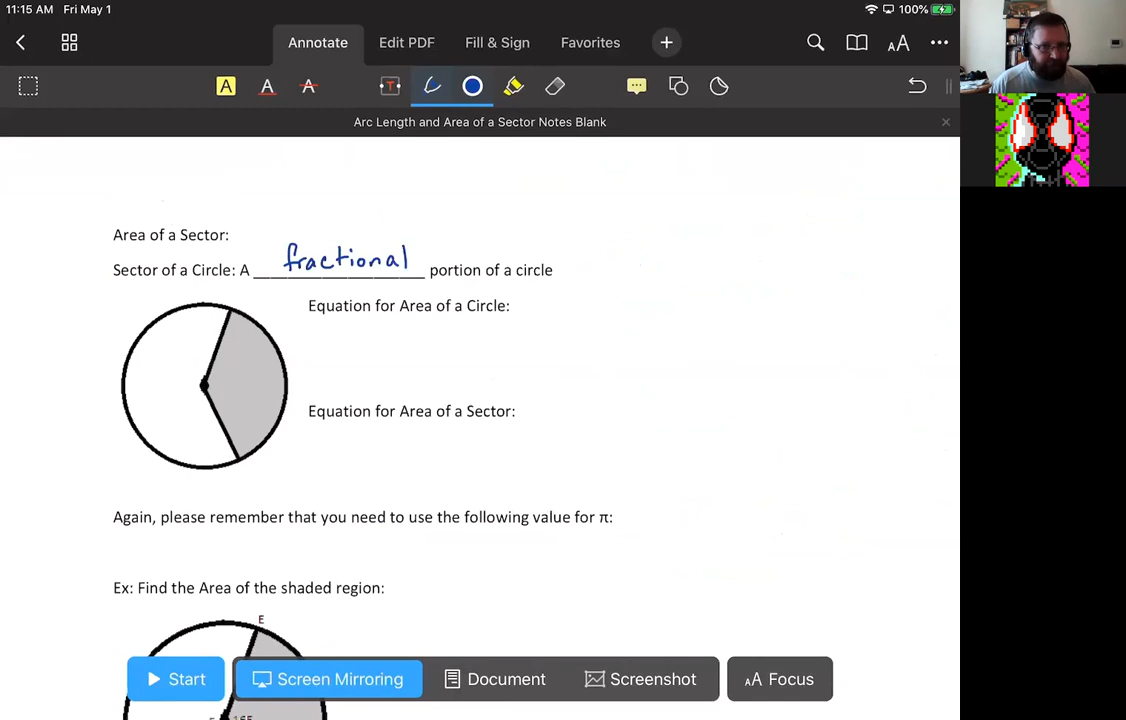 11:15 AM Fri May 1 100%
Annotate Edit PDF Fill & Sign Favorites AA
A A A T
Arc Length and Area of a Sector Notes Blank
Area of a Sector:
Sector of a Circle: A fractional portion of a circle
Equation for Area of a Circle:
Equation for Area of a Sector:
Again, please remember that you need to use the following value for π:
Ex: Find the Area of the shaded region:
E
Start Screen Mirroring Document Screenshot AA Focus